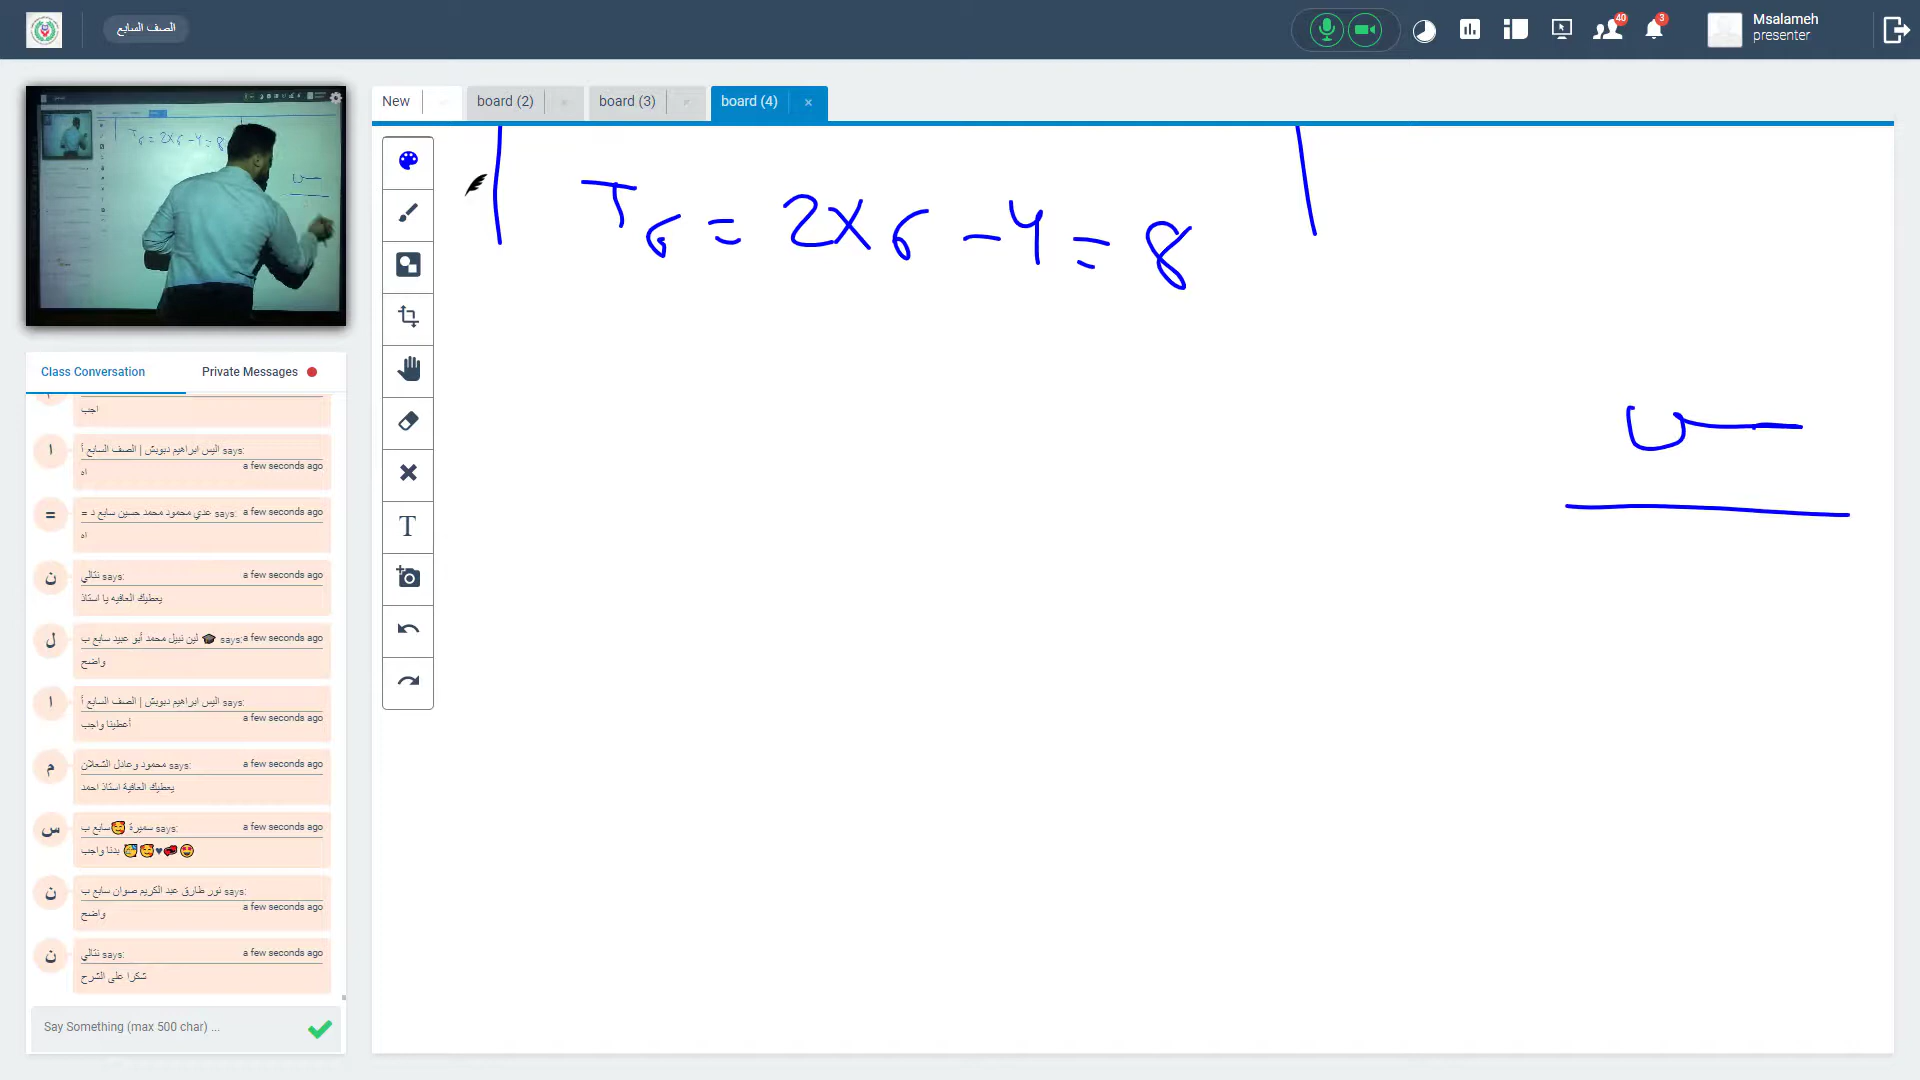 الصف السابع
40
3
Msalameh
presenter
New
board (2)
board (3)
board (4)
T6 = 2x6 -4 = 8
T
Class Conversation
Private Messages
اجب
ا
اليس ابراهيم دبوبش | الصف السابع أ says:
a few seconds ago
اه
=
عدي محمود محمد حسين سابع د = says: a few seconds ago
اه
ن
نتالي says: a few seconds ago
يعطيك العافيه يا استاذ
ل
لين نبيل محمد أبو عبيد سابع ب 🎓 says: a few seconds ago
واضح
ا
اليس ابراهيم دبوبش | الصف السابع أ says:
a few seconds ago
أعطينا واجب
م
محمود وعادل الشعلان says: a few seconds ago
يعطيك العافية استاذ احمد
س
سميرة 🥰سابع ب says: a few seconds ago
بدنا واجب
ن
نور طارق عبد الكريم صوان سابع ب says:
a few seconds ago
واضح
ن
نتالي says: a few seconds ago
شكرا على الشرح
Say Something (max 500 char) ...